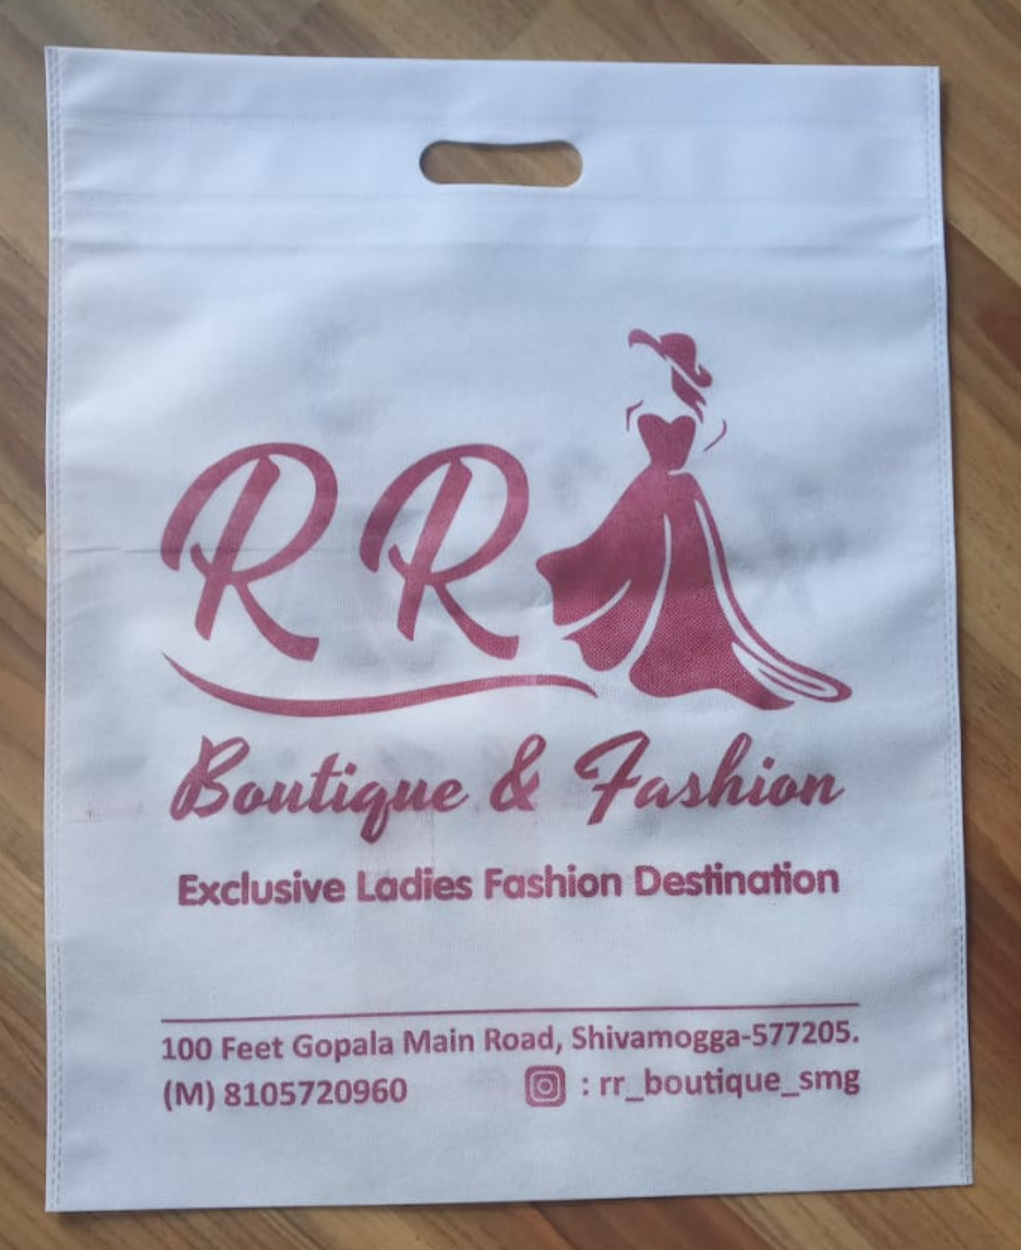 RR
Boutique & Fashion
Exclusive Ladies Fashion Destination
100 Feet Gopala Main Road, Shivamogga-577205.
(M) 8105720960 : rr_boutique_smg